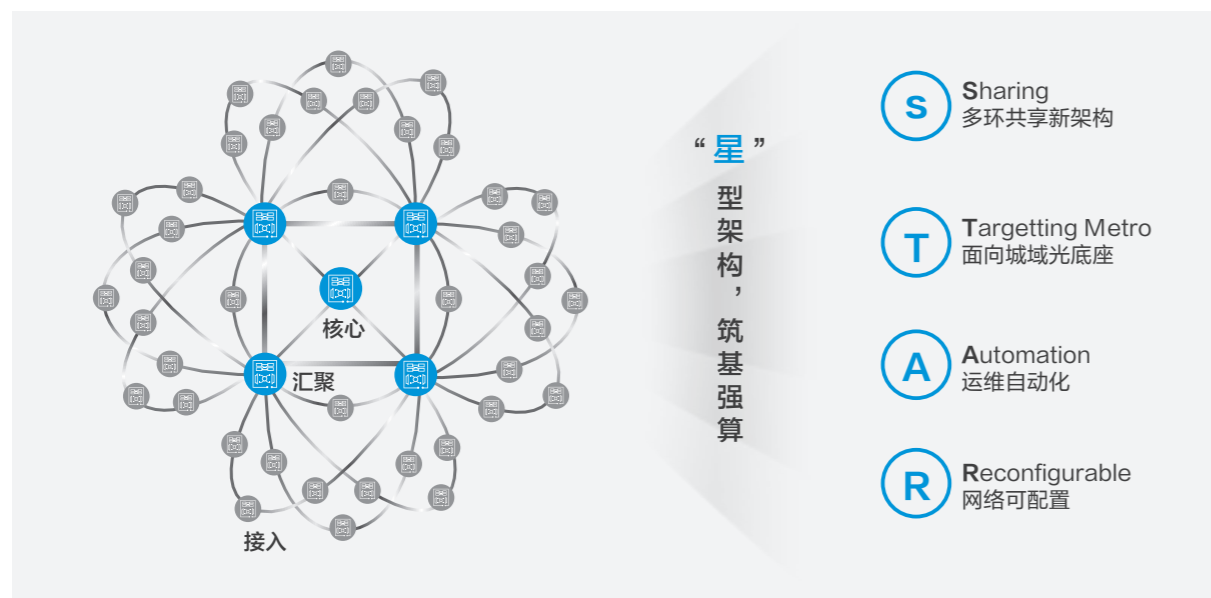 核心
汇聚
接入
“星”
型架构，筑基强算
S
Sharing
多环共享新架构
T
Targetting Metro
面向城域光底座
A
Automation
运维自动化
R
Reconfigurable
网络可配置